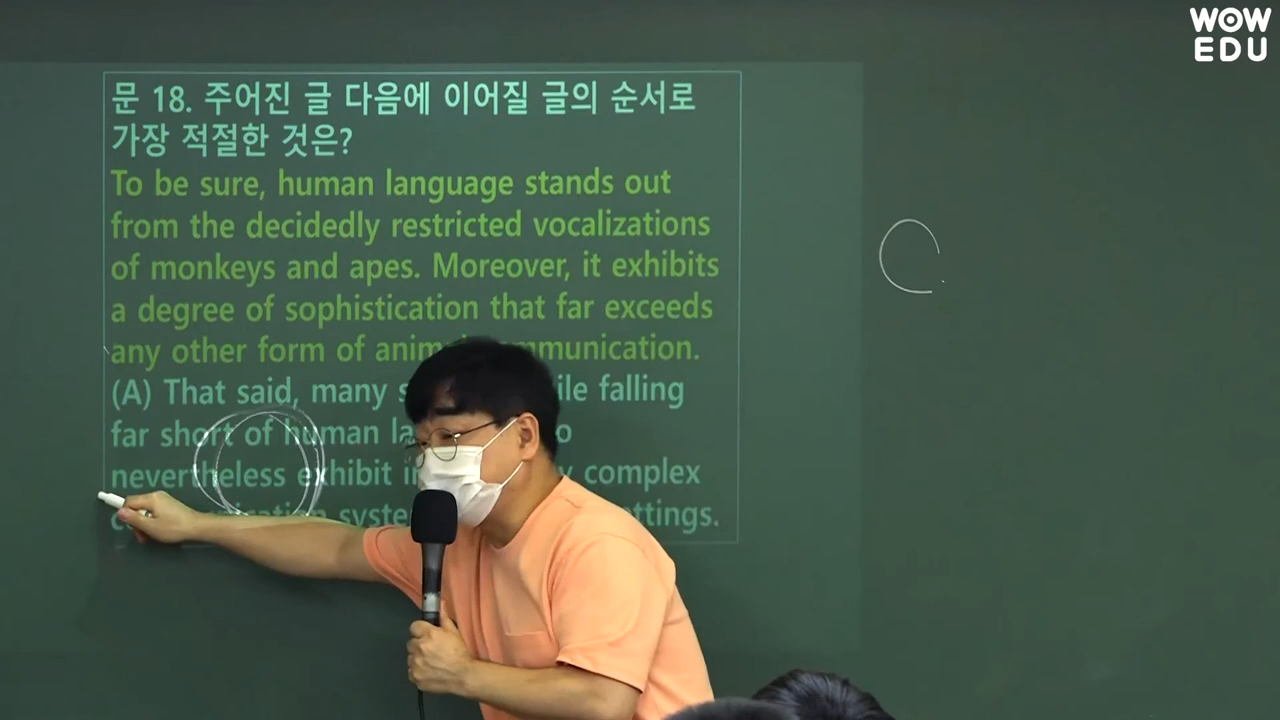 WOW
EDU
문 18. 주어진 글 다음에 이어질 글의 순서로
가장 적절한 것은?
To be sure, human language stands out
from the decidedly restricted vocalizations
of monkeys and apes. Moreover, it exhibits
a degree of sophistication that far exceeds
any other form of
(A) That said, many falling
far short of human
nevertheless exhibit complex